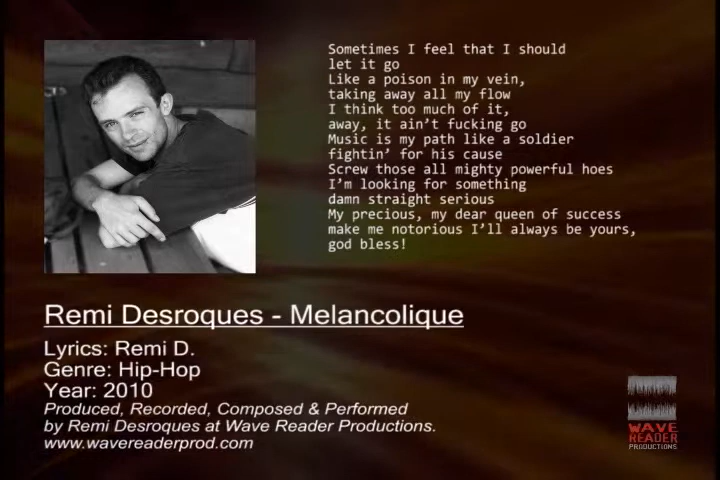 Sometimes I feel that I should
let it go
Like a poison in my vein,
taking away all my flow
I think too much of it,
away, it ain't fucking go
Music is my path like a soldier
fightin' for his cause
Screw those all mighty powerful hoes
I'm looking for something
damn straight serious
My precious, my dear queen of success
make me notorious I'll always be yours,
god bless!
Remi Desroques - Melancolique
Lyrics: Remi D.
Genre: Hip-Hop
Year: 2010
Produced, Recorded, Composed & Performed
by Remi Desroques at Wave Reader Productions.
www.wavereaderprod.com
WAVE
READER
PRODUCTIONS